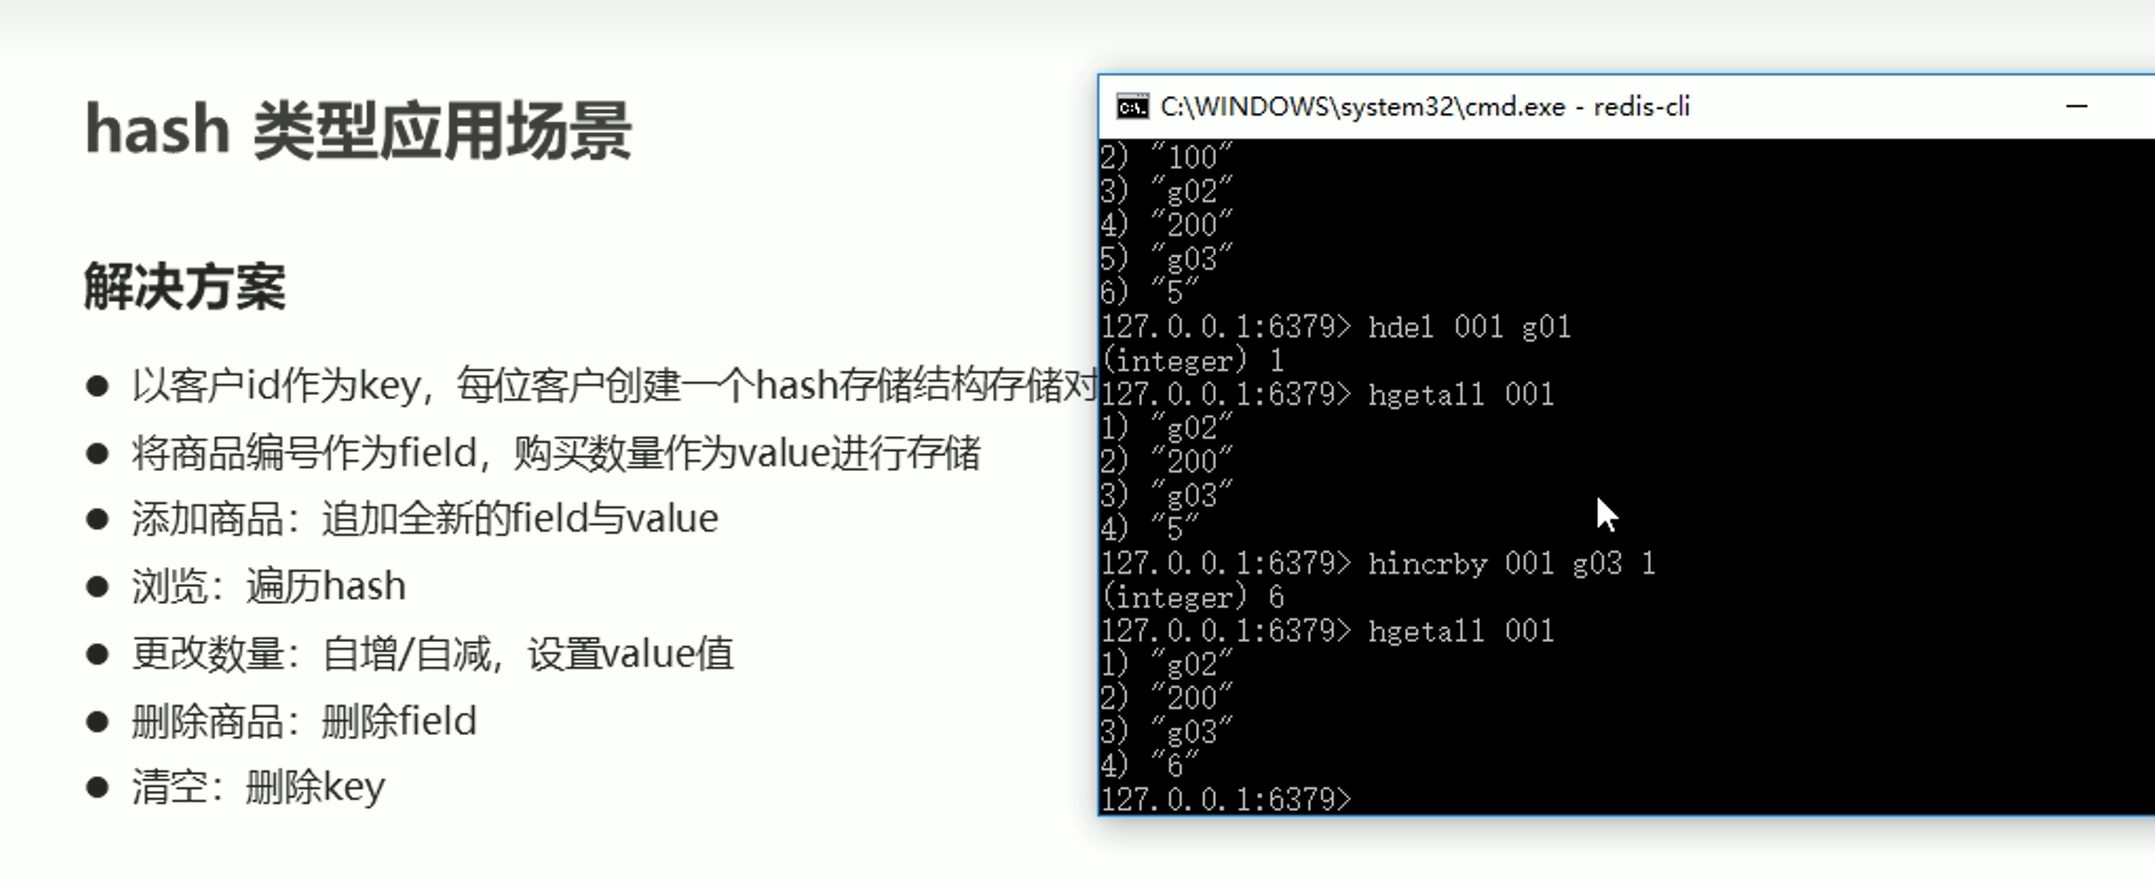 hash 类型应用场景
解决方案
● 以客户id作为key，每位客户创建一个hash存储结构存储对
● 将商品编号作为field，购买数量作为value进行存储
● 添加商品：追加全新的field与value
● 浏览：遍历hash
● 更改数量：自增/自减，设置value值
● 删除商品：删除field
● 清空：删除key
C:\WINDOWS\system32\cmd.exe - redis-cli
2) "100"
3) "g02"
4) "200"
5) "g03"
6) "5"
127.0.0.1:6379> hdel 001 g01
(integer) 1
127.0.0.1:6379> hgetall 001
1) "g02"
2) "200"
3) "g03"
4) "5"
127.0.0.1:6379> hincrby 001 g03 1
(integer) 6
127.0.0.1:6379> hgetall 001
1) "g02"
2) "200"
3) "g03"
4) "6"
127.0.0.1:6379>